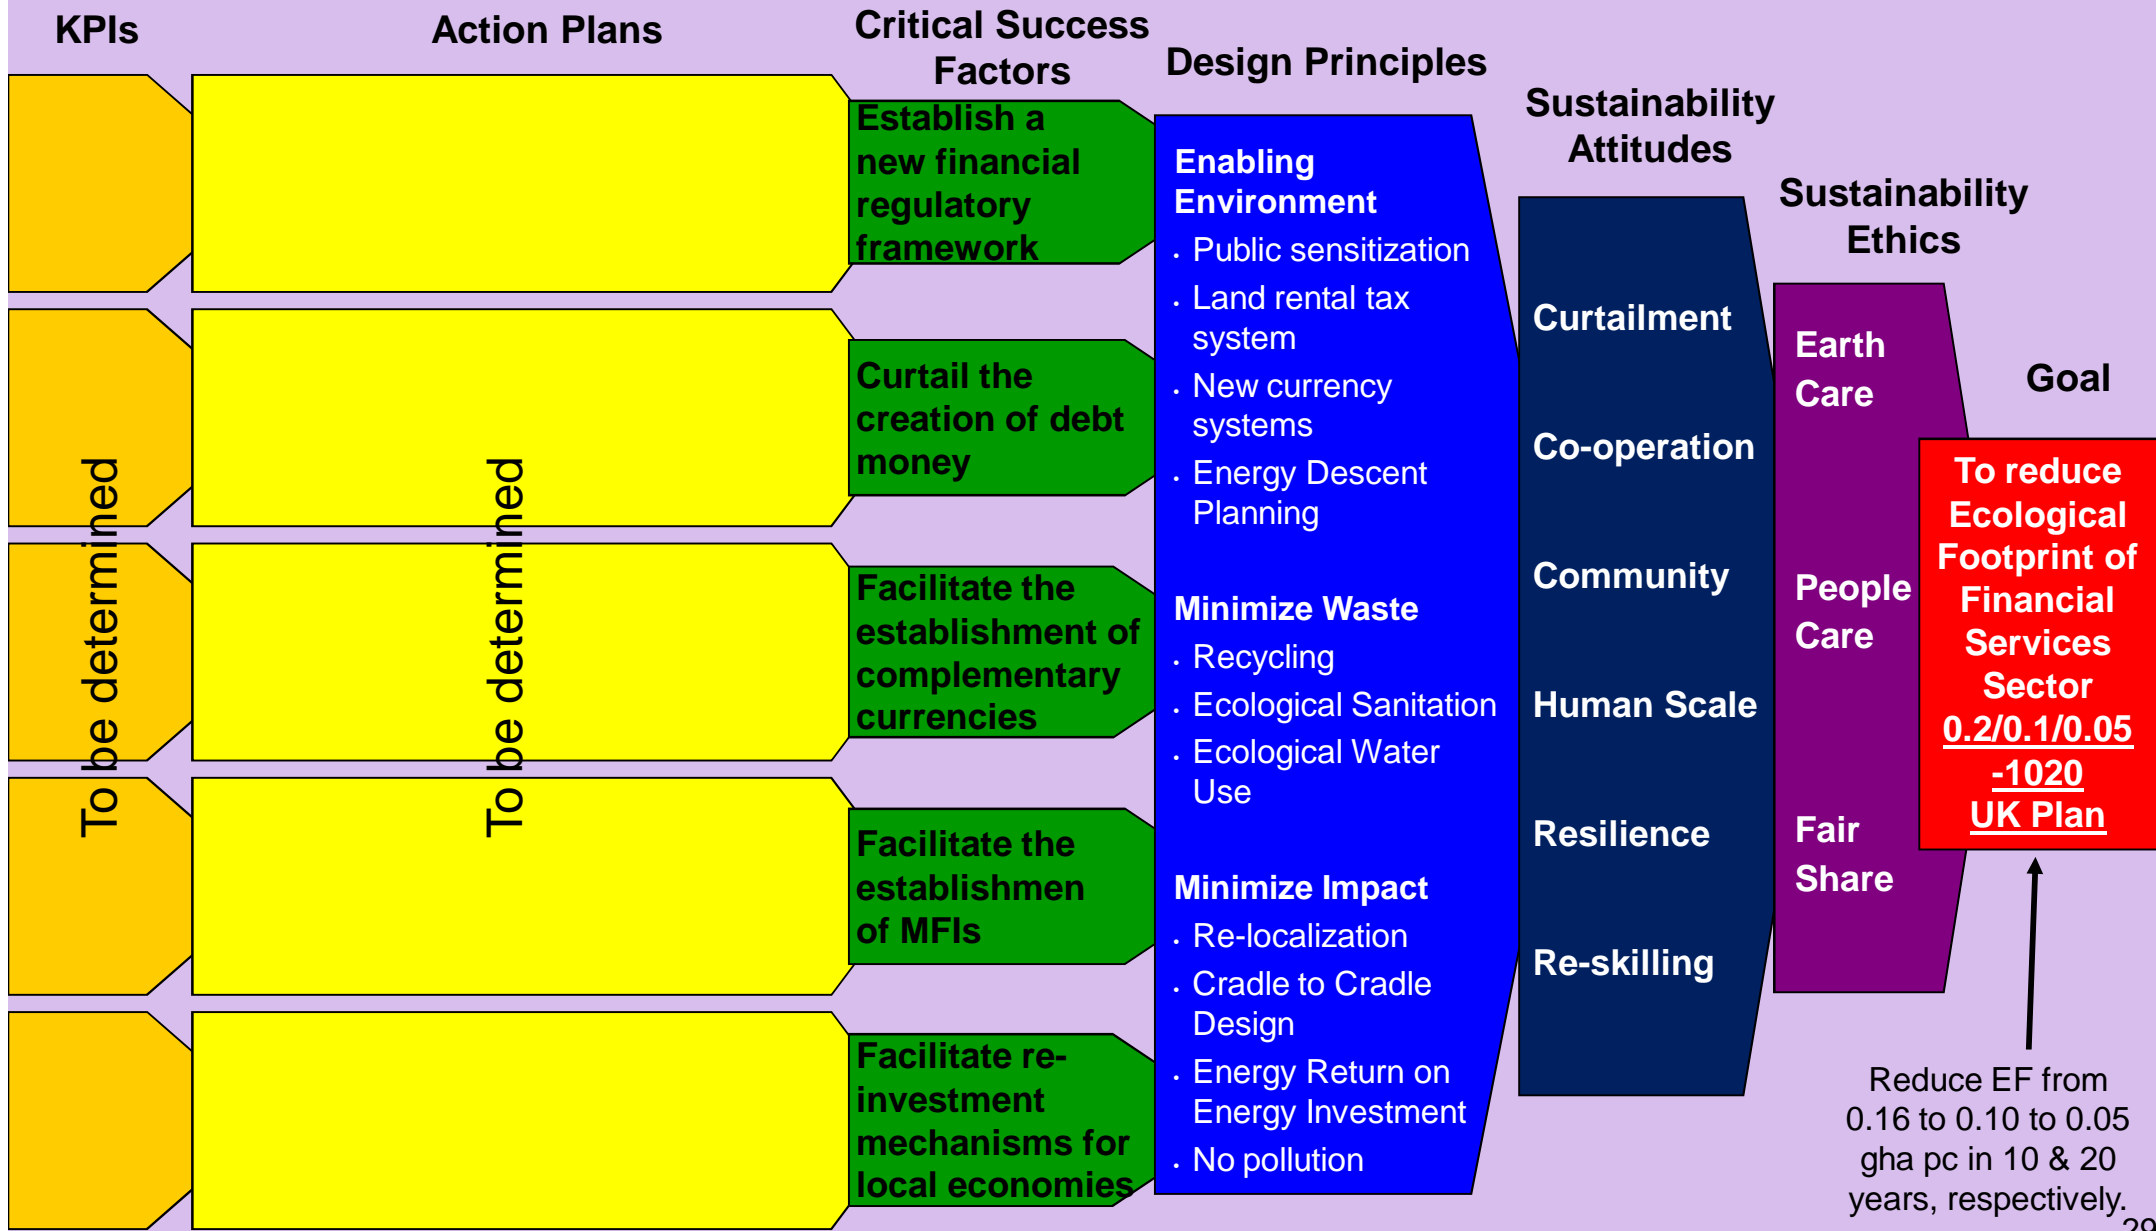 KPIs
Action Plans
Critical Success
Factors
Design Principles
Sustainability
Attitudes
Sustainability
Ethics
Goal
To be determined
To be determined
Establish a
new financial
regulatory
framework
Curtail the
creation of debt
money
Facilitate the
establishment of
complementary
currencies
Facilitate the
establishmen
of MFIs
Facilitate re-
investment
mechanisms for
local economies
Enabling
Environment
• Public sensitization
• Land rental tax
system
• New currency
systems
• Energy Descent
Planning
Minimize Waste
• Recycling
• Ecological Sanitation
• Ecological Water
Use
Minimize Impact
• Re-localization
• Cradle to Cradle
Design
• Energy Return on
Energy Investment
• No pollution
Curtailment
Co-operation
Community
Human Scale
Resilience
Re-skilling
Earth
Care
People
Care
Fair
Share
To reduce
Ecological
Footprint of
Financial
Services
Sector
0.2/0.1/0.05
-1020
UK Plan
Reduce EF from
0.16 to 0.10 to 0.05
gha pc in 10 & 20
years, respectively.
29